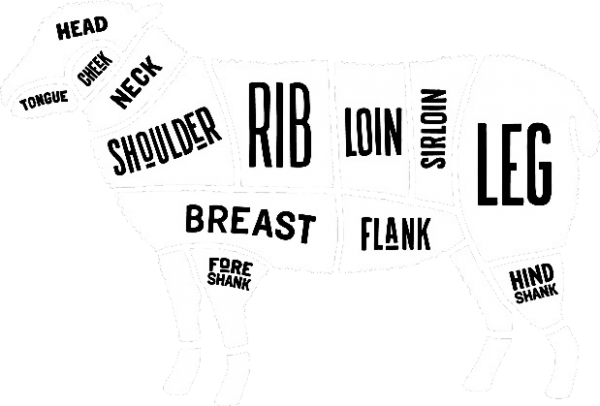 HEAD
CHEEK
TONGUE
NECK
SHOULDER
RIB
LOIN
SIRLOIN
LEG
BREAST
FLANK
FORE
SHANK
HIND
SHANK